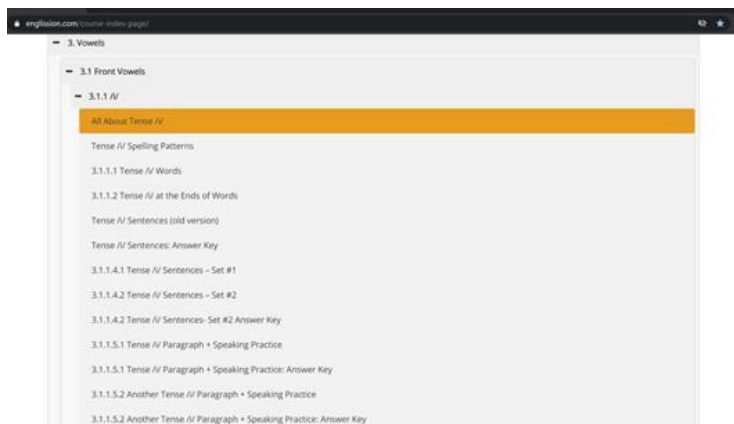 englission.com/course-index-page/
3. Vowels
3.1 Front Vowels
3.1.1 /i/
All About Tense /i/
Tense /i/ Spelling Patterns
3.1.1.1 Tense /i/ Words
3.1.1.2 Tense /i/ at the Ends of Words
Tense /i/ Sentences (old version)
Tense /i/ Sentences: Answer Key
3.1.1.4.1 Tense /i/ Sentences – Set #1
3.1.1.4.2 Tense /i/ Sentences – Set #2
3.1.1.4.2 Tense /i/ Sentences- Set #2 Answer Key
3.1.1.5.1 Tense /i/ Paragraph + Speaking Practice
3.1.1.5.1 Tense /i/ Paragraph + Speaking Practice: Answer Key
3.1.1.5.2 Another Tense /i/ Paragraph + Speaking Practice
3.1.1.5.2 Another Tense /i/ Paragraph + Speaking Practice: Answer Key